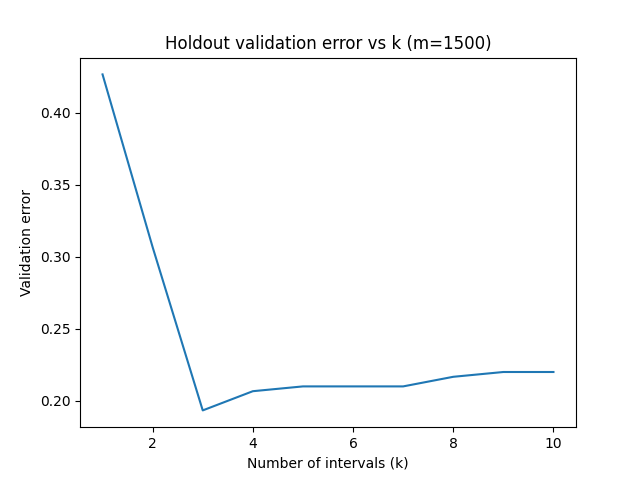 Holdout validation error vs k (m=1500)
Validation error
0.40
0.35
0.30
0.25
0.20
2 4 6 8 10
Number of intervals (k)